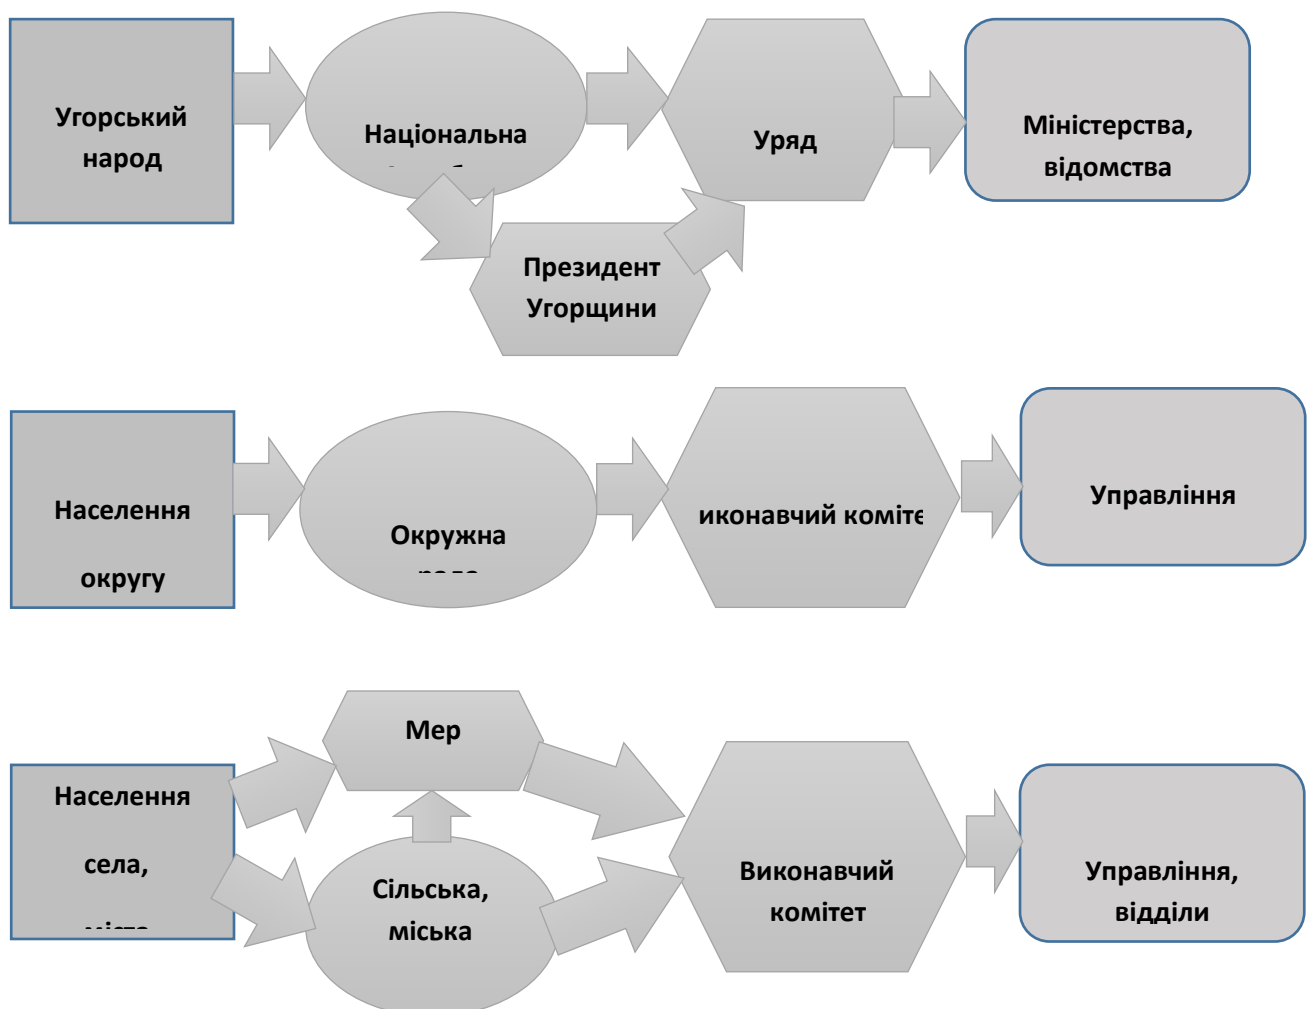 Угорський
народ
Національна
Уряд
Міністерства,
відомства
Президент
Угорщини
Населення
округу
Окружна
иконавчий коміте
Управління
Мер
Населення
села,
Сільська,
міська
Виконавчий
комітет
Управління,
відділи